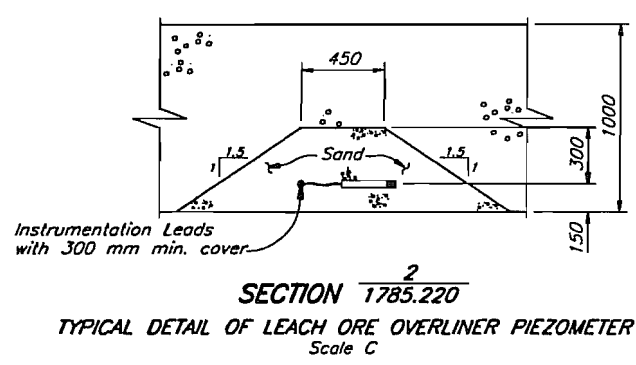 450
1.5
1
Sand
1.5
1
300
1000
150
Instrumentation Leads
with 300 mm min. cover
SECTION 2
1785.220
TYPICAL DETAIL OF LEACH ORE OVERLINER PIEZOMETER
Scale C